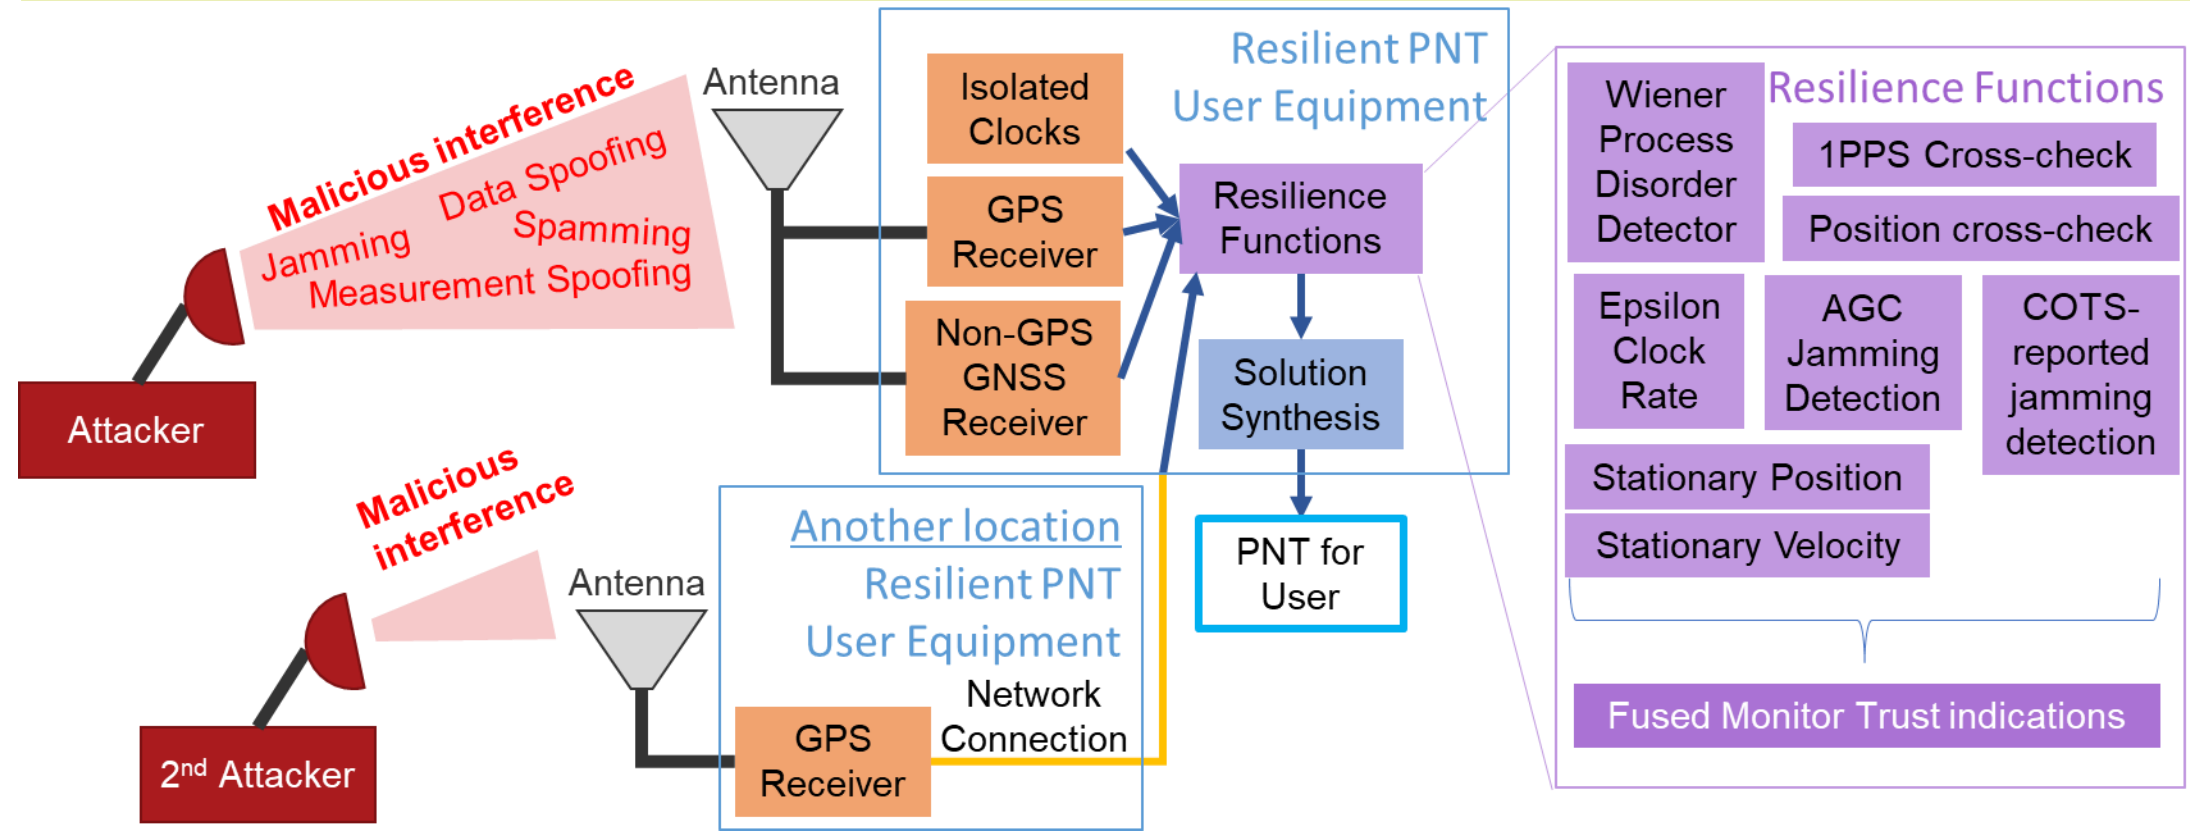 Malicious interference
Data Spoofing
Jamming
Spamming
Measurement Spoofing
Attacker
Antenna
Resilient PNT
User Equipment
Isolated
Clocks
GPS
Receiver
Non-GPS
GNSS
Receiver
Resilience
Functions
Solution
Synthesis
PNT for
User
Malicious
interference
2nd Attacker
Antenna
Another location
Resilient PNT
User Equipment
Network
Connection
GPS
Receiver
Resilience Functions
Wiener
Process
Disorder
Detector
1PPS Cross-check
Position cross-check
Epsilon
Clock
Rate
AGC
Jamming
Detection
COTS-
reported
jamming
detection
Stationary Position
Stationary Velocity
Fused Monitor Trust indications